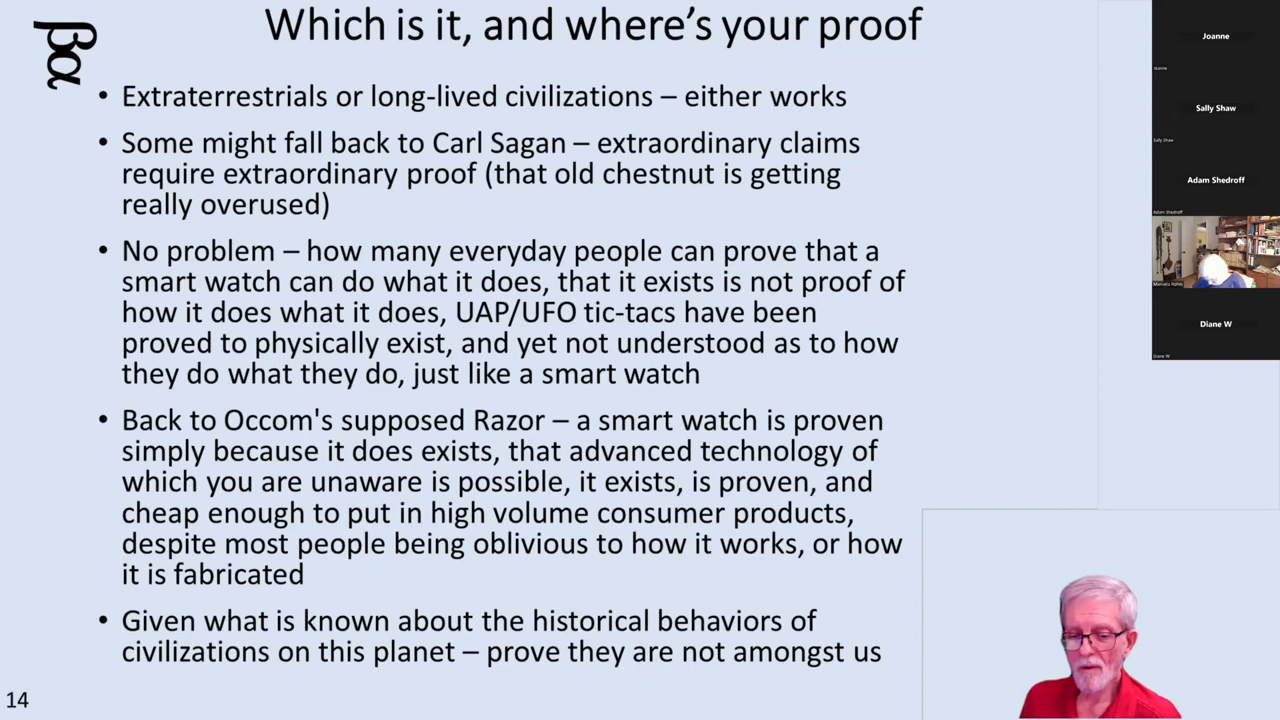 Which is it, and where's your proof
βα
• Extraterrestrials or long-lived civilizations – either works
• Some might fall back to Carl Sagan – extraordinary claims
require extraordinary proof (that old chestnut is getting
really overused)
• No problem – how many everyday people can prove that a
smart watch can do what it does, that it exists is not proof of
how it does what it does, UAP/UFO tic-tacs have been
proved to physically exist, and yet not understood as to how
they do what they do, just like a smart watch
• Back to Occom's supposed Razor – a smart watch is proven
simply because it does exists, that advanced technology of
which you are unaware is possible, it exists, is proven, and
cheap enough to put in high volume consumer products,
despite most people being oblivious to how it works, or how
it is fabricated
• Given what is known about the historical behaviors of
civilizations on this planet – prove they are not amongst us
14
Joanne
Joanne
Sally Shaw
Sally Shaw
Adam Shedroff
Adam Shedroff
Diane W
Diane W